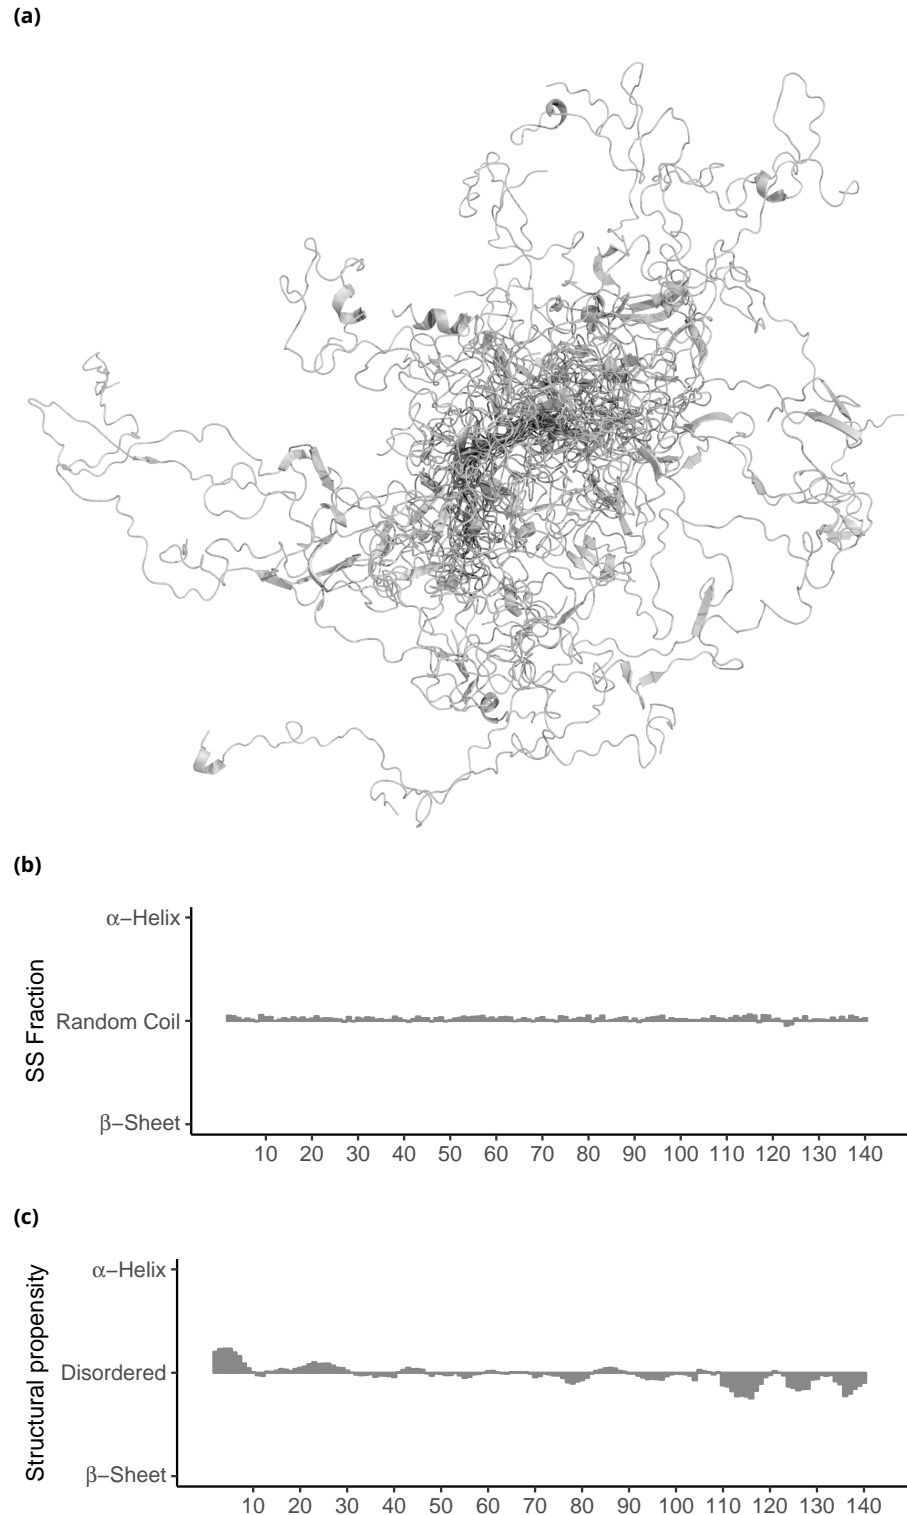 (a)
(b)
SS Fraction
α−Helix
Random Coil
β−Sheet
10 20 30 40 50 60 70 80 90 100 110 120 130 140
(c)
Structural propensity
α−Helix
Disordered
β−Sheet
10 20 30 40 50 60 70 80 90 100 110 120 130 140